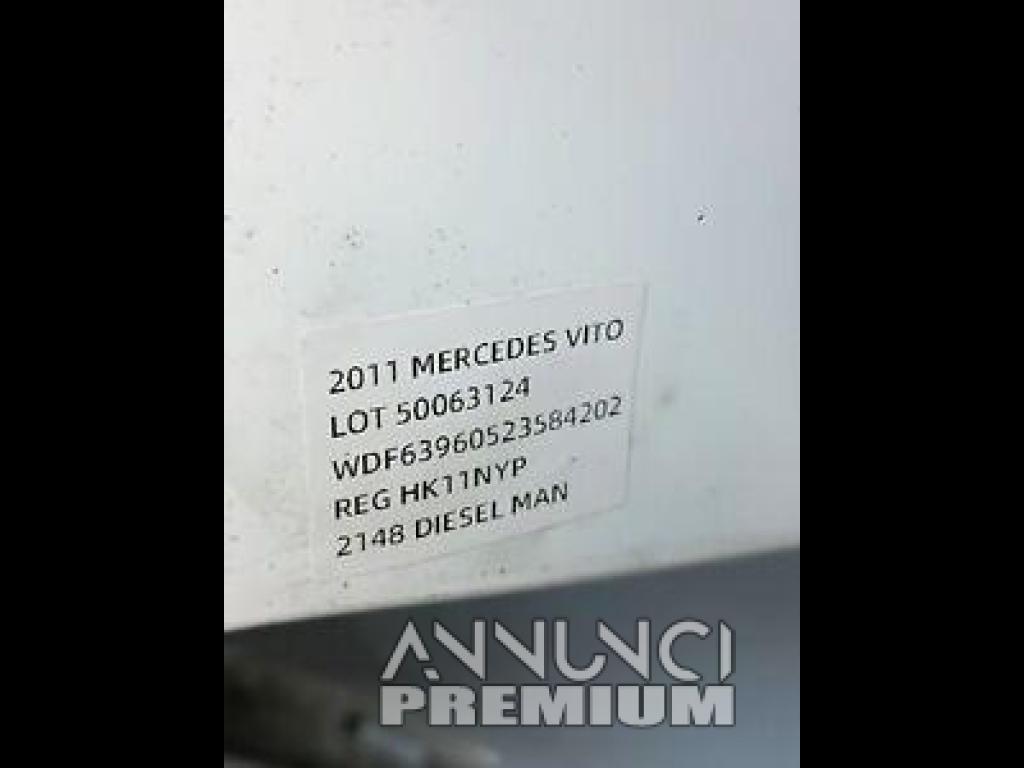 2011 MERCEDES VITO
LOT 50063124
WDF63960523584202
REG HK11NYP
2148 DIESEL MAN
ANNUNCI
PREMIUM